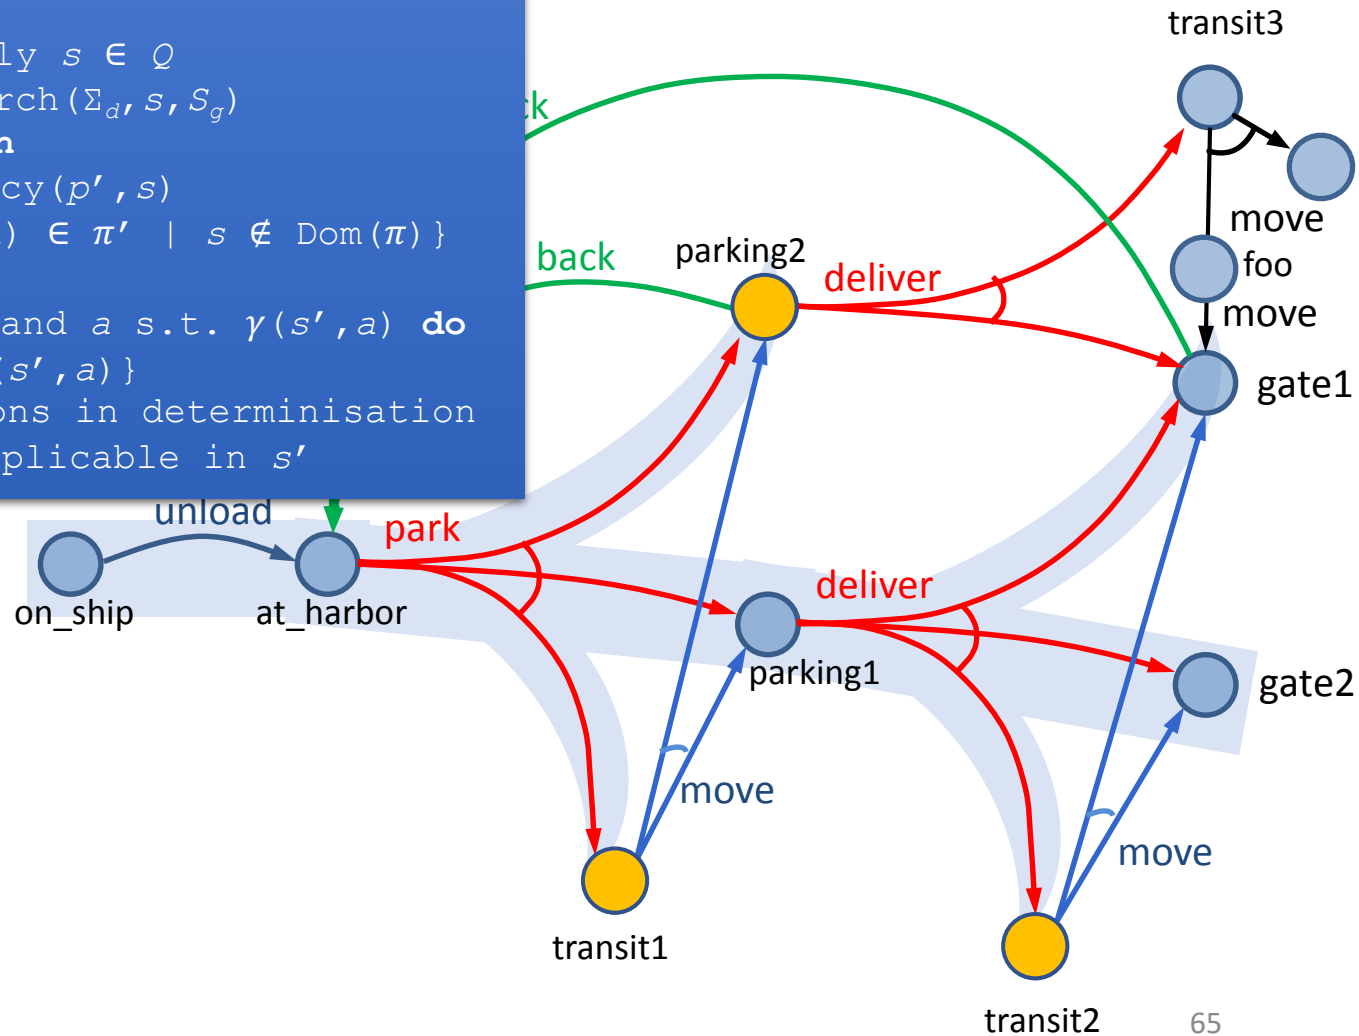 ly s ∈ Q
rch(Σd,s,Sg)
n
cy(p′,s)
) ∈ π′ | s ∉ Dom(π)}
and a s.t. γ(s′,a) do
(s′,a)}
ons in determinisation
plicable in s′
transit3
ck
move
foo
move
back
parking2
deliver
gate1
unload
park
on_ship
at_harbor
deliver
parking1
gate2
move
move
transit1
transit2
65